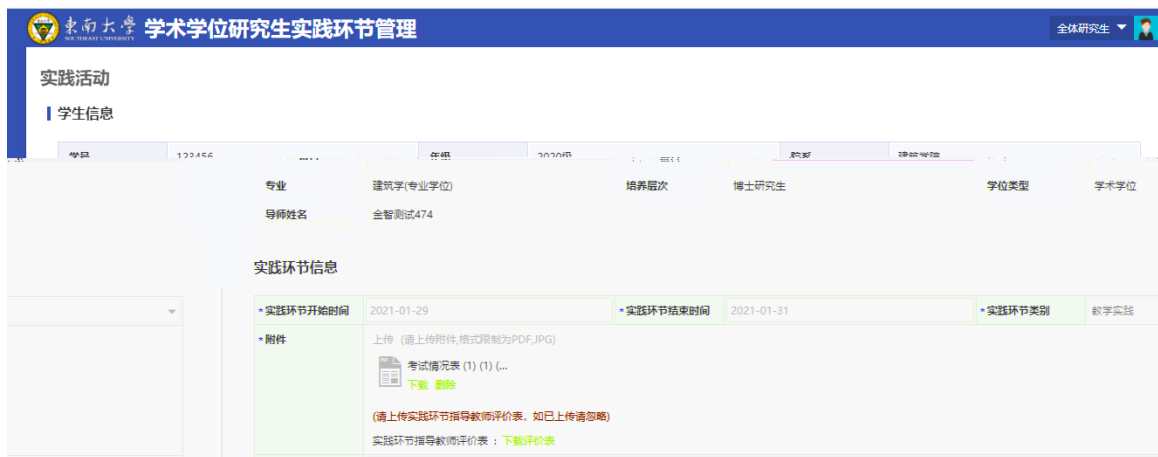 東南大學 学术学位研究生实践环节管理 全体研究生
SOUTHEAST UNIVERSITY
实践活动
学生信息
学号 123456 年级 2020级 院系 建筑学院
专业 建筑学(专业学位) 培养层次 博士研究生 学位类型 学术学位
导师姓名 金智测试474
实践环节信息
*实践环节开始时间 2021-01-29 *实践环节结束时间 2021-01-31 *实践环节类别 教学实践
*附件 上传 (请上传附件,格式限制为PDF,JPG)
考试情况表 (1) (1) (...
下载 删除
(请上传实践环节指导教师评价表，如已上传请忽略)
实践环节指导教师评价表 : 下载评价表